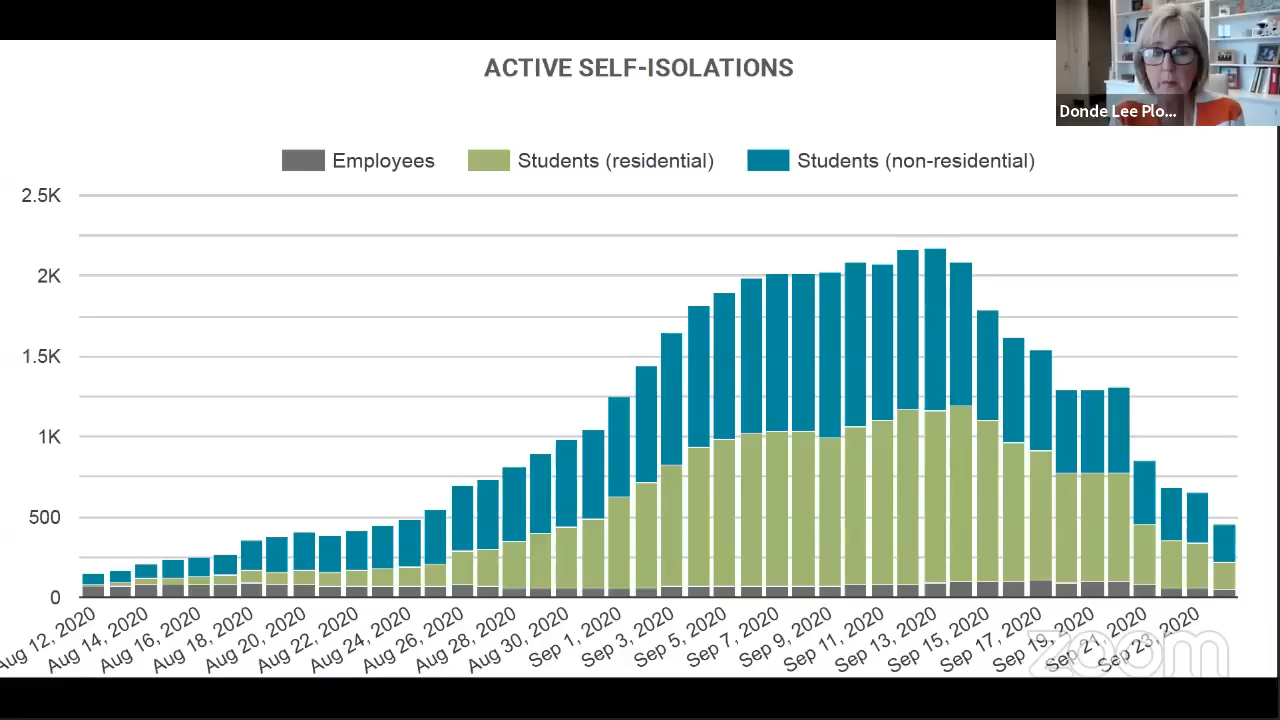 ACTIVE SELF-ISOLATIONS
Donde Lee Plo...
Employees
Students (residential)
Students (non-residential)
2.5K
2K
1.5K
1K
500
0
Aug 12, 2020
Aug 14, 2020
Aug 16, 2020
Aug 18, 2020
Aug 20, 2020
Aug 22, 2020
Aug 24, 2020
Aug 26, 2020
Aug 28, 2020
Aug 30, 2020
Sep 1, 2020
Sep 3, 2020
Sep 5, 2020
Sep 7, 2020
Sep 9, 2020
Sep 11, 2020
Sep 13, 2020
Sep 15, 2020
Sep 17, 2020
Sep 19, 2020
Sep 21, 2020
Sep 23, 2020
zoom